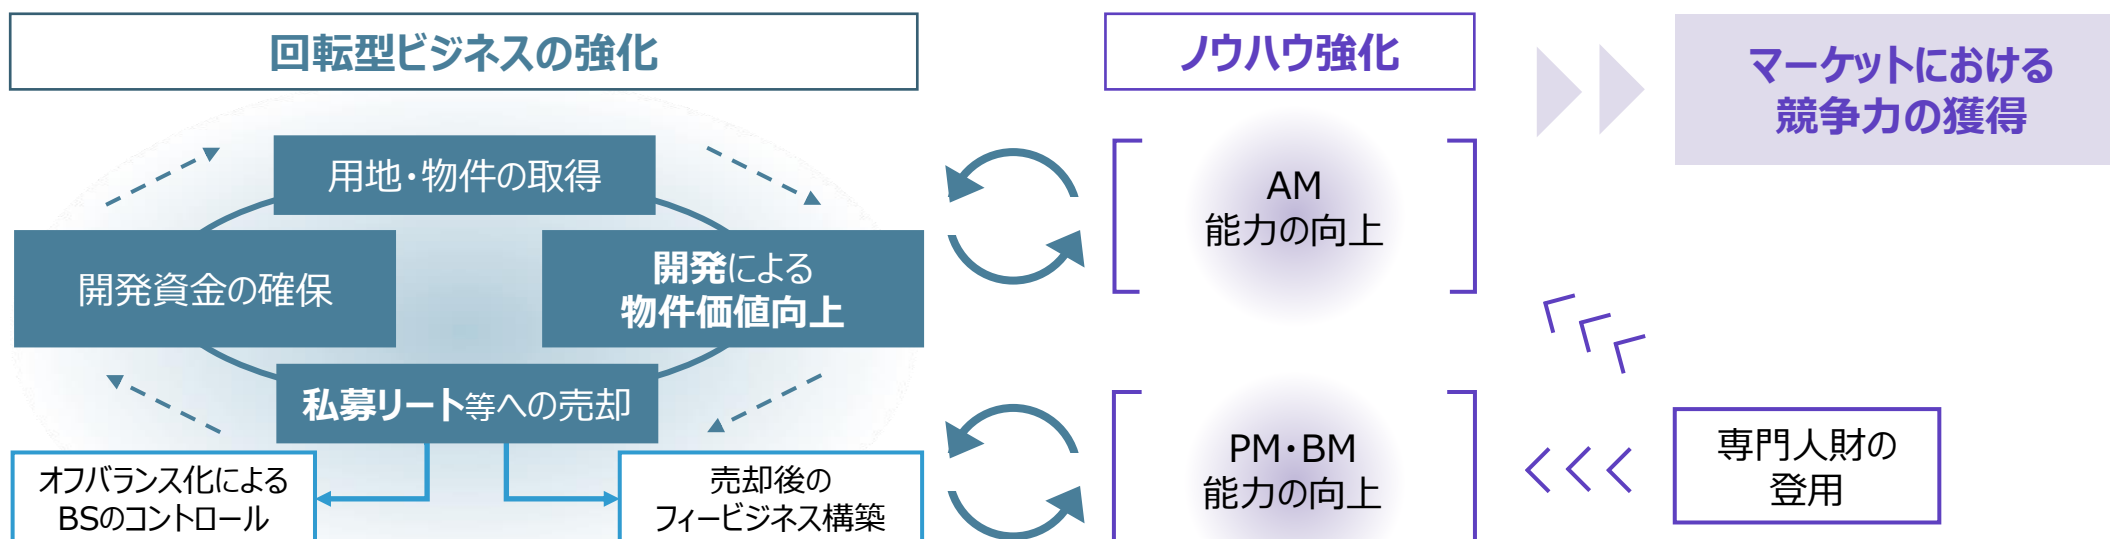 回転型ビジネスの強化
用地・物件の取得
開発資金の確保
開発による
物件価値向上
私募リート等への売却
オフバランス化による
BSのコントロール
売却後の
フィービジネス構築
ノウハウ強化
AM
能力の向上
PM・BM
能力の向上
マーケットにおける
競争力の獲得
専門人財の
登用